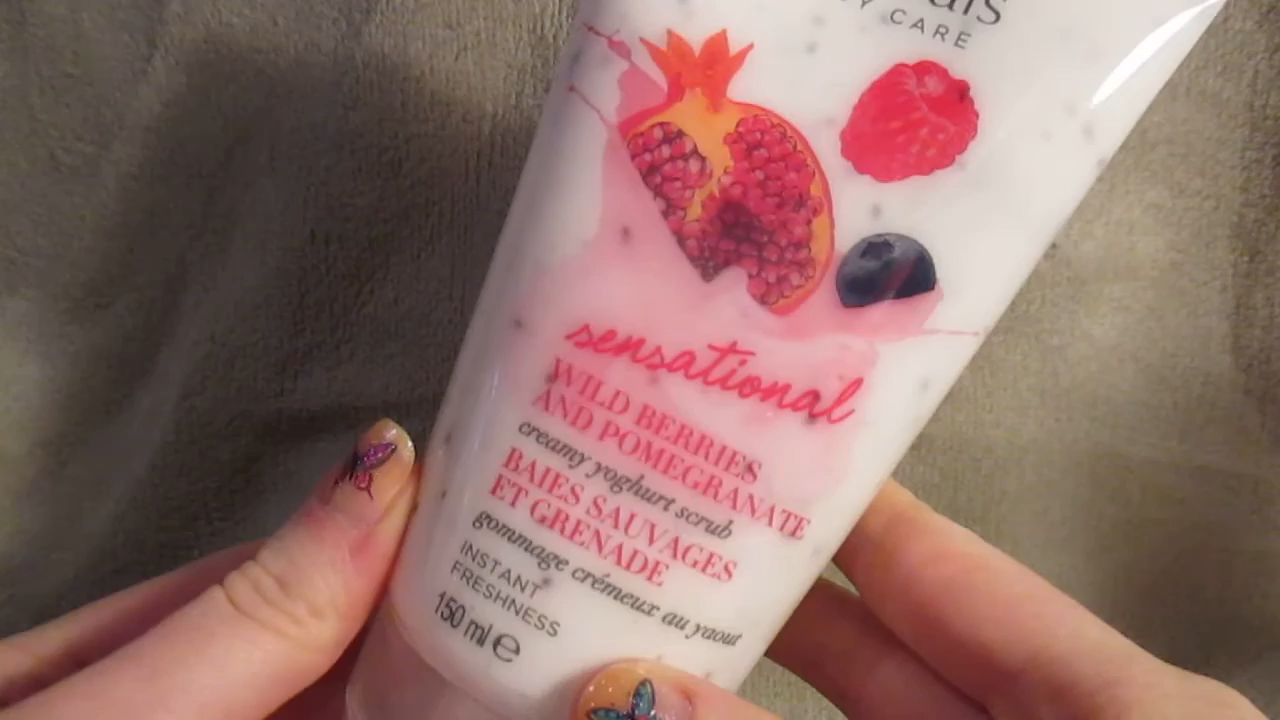 CARE
sensational
WILD BERRIES
AND POMEGRANATE
creamy yoghurt scrub
BAIES SAUVAGES
ET GRENADE
gommage crémeux au yaout
INSTANT
FRESHNESS
150 ml e